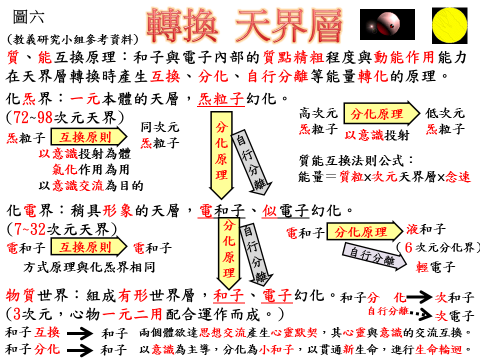 圖六
(教義研究小組參考資料)
轉換 天界層
質、能互換原理：和子與電子內部的質點精粗程度與動能作用能力
在天界層轉換時產生互換、分化、自行分離等能量轉化的原理。
化炁界：一元本體的天層，炁粒子幻化。
(72~98次元天界)
炁粒子
互換原則
同次元
炁粒子
以意識投射為體
氣化作用為用
以意識交流為目的
分化原理
自行分離
高次元
炁粒子
分化原理
低次元
炁粒子
以意識投射
質能互換法則公式：
能量＝質粒x次元天界層x念速
化電界：稍具形象的天層，電和子、似電子幻化。
(7~32次元天界)
電和子
互換原則
電和子
方式原理與化炁界相同
分化原理
自行分離
電和子
分化原理
液和子
(6次元分化界)
自行分離
輕電子
物質世界：組成有形世界層，和子、電子幻化。
(3次元，心物一元二用配合運作而成。)
和子分 化
次和子
自行分離
次電子
和子互換
和子
兩個體欲達思想交流產生心靈默契，其心靈與意識的交流互換。
和子分化
和子
以意識為主導，分化為小和子，以貫通新生命，進行生命輪迴。